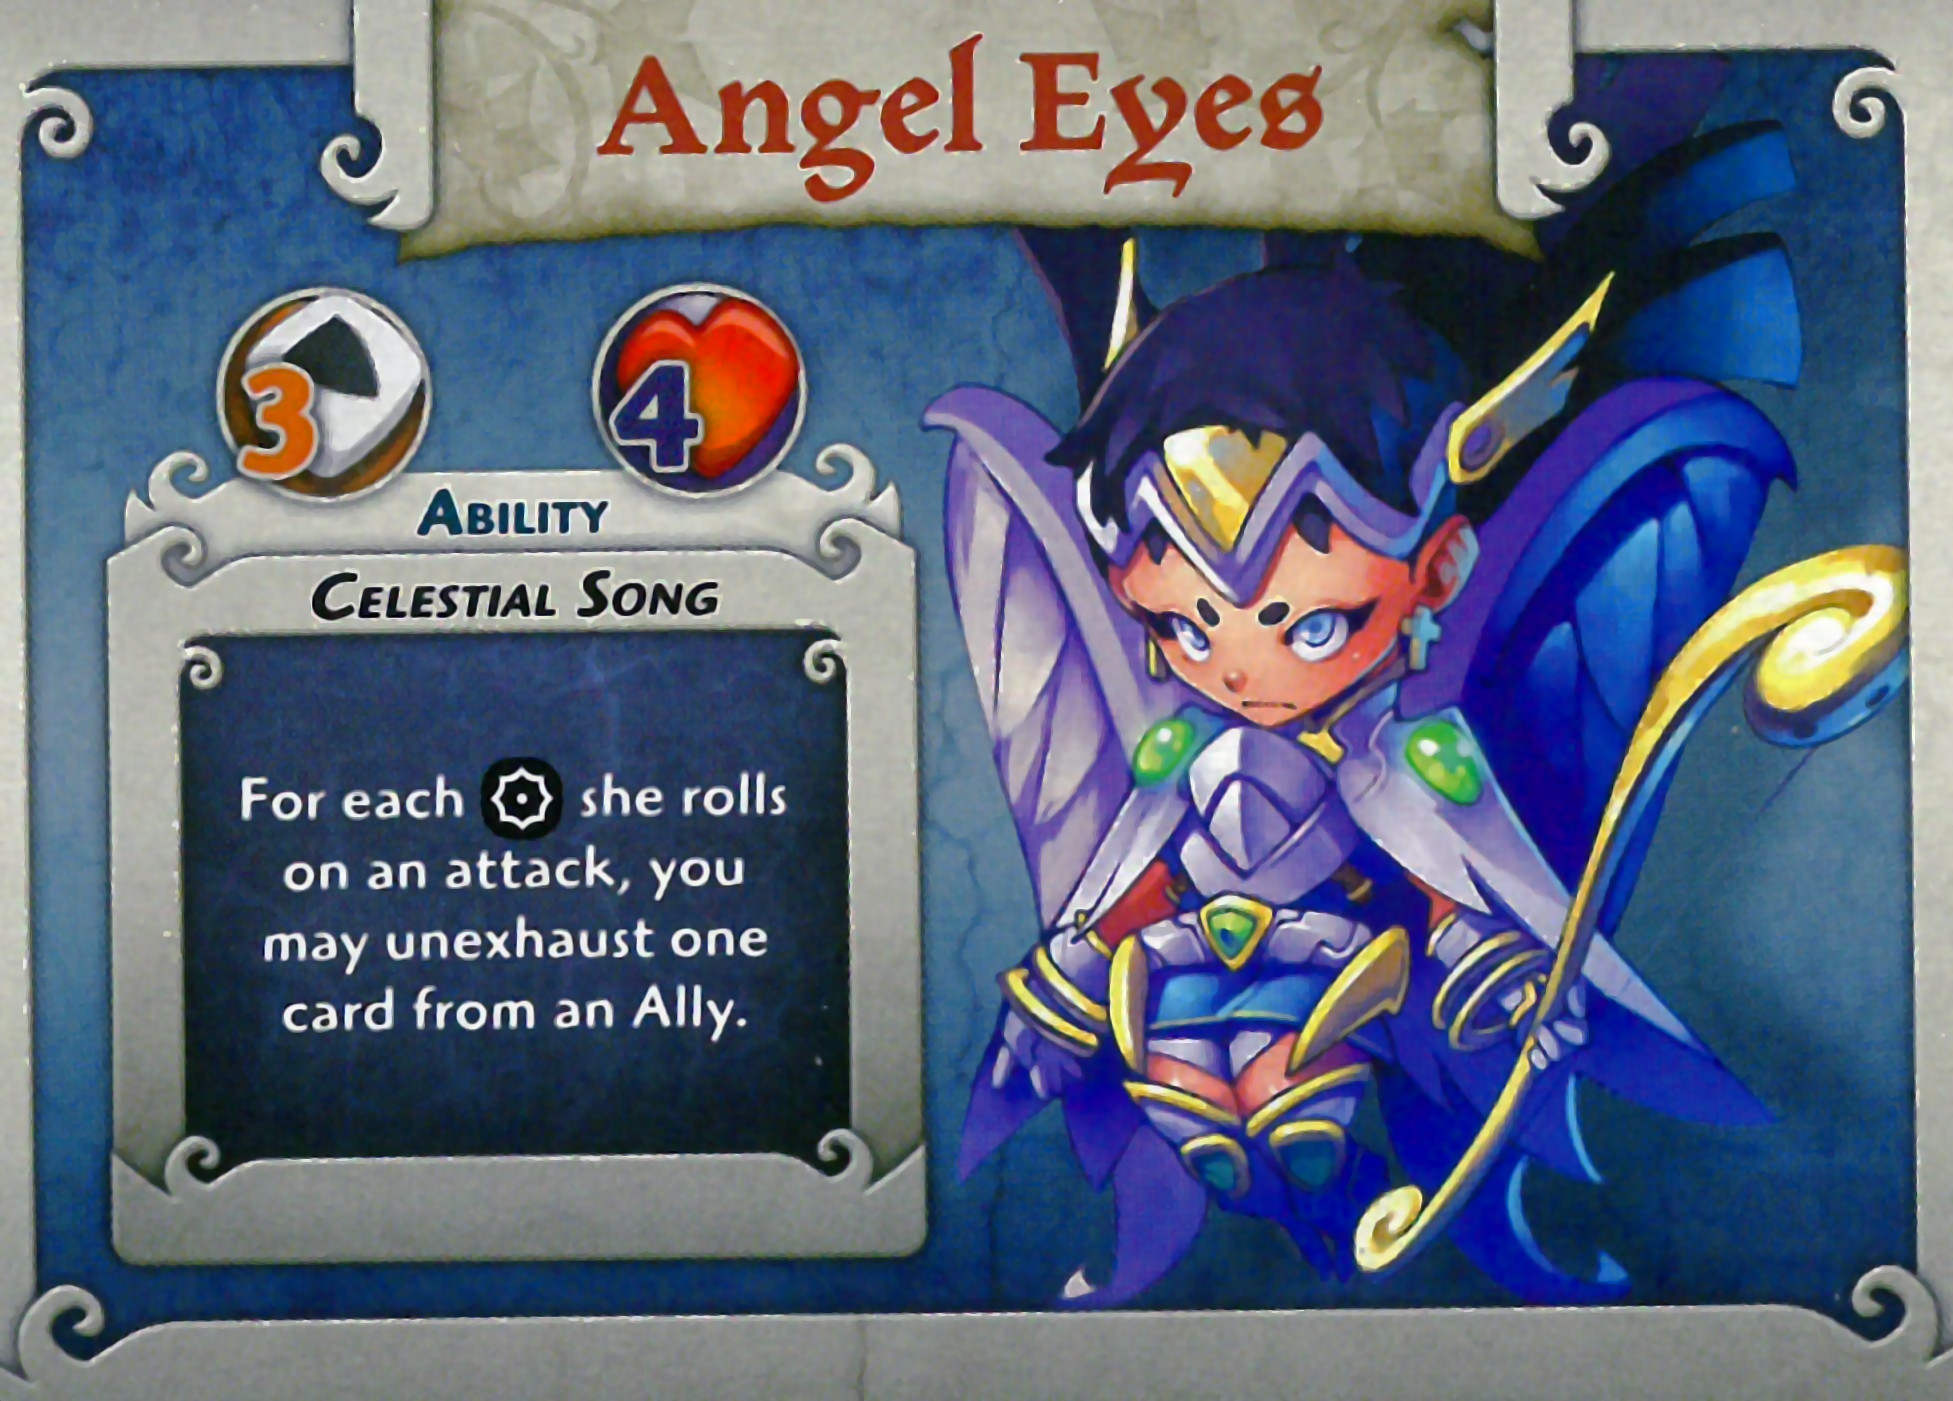 Angel Eyes
3 4
ABILITY
CELESTIAL SONG
For each she rolls
on an attack, you
may unexhaust one
card from an Ally.